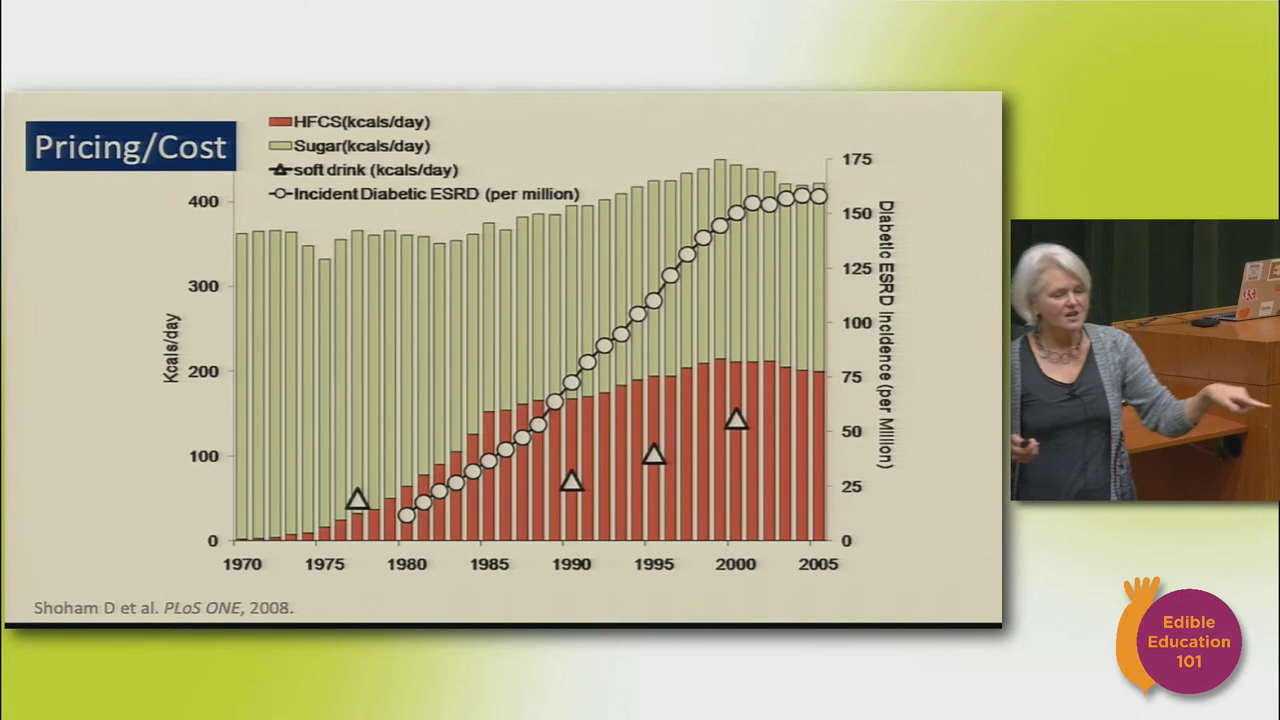 Pricing/Cost
HFCS(kcals/day)
Sugar(kcals/day)
soft drink (kcals/day)
Incident Diabetic ESRD (per million)
400
300
200
100
0
Kcals/day
175
150
125
100
75
50
25
0
Diabetic ESRD Incidence (per Million)
1970 1975 1980 1985 1990 1995 2000 2005
Shoham D et al. PLoS ONE, 2008.
Edible
Education
101